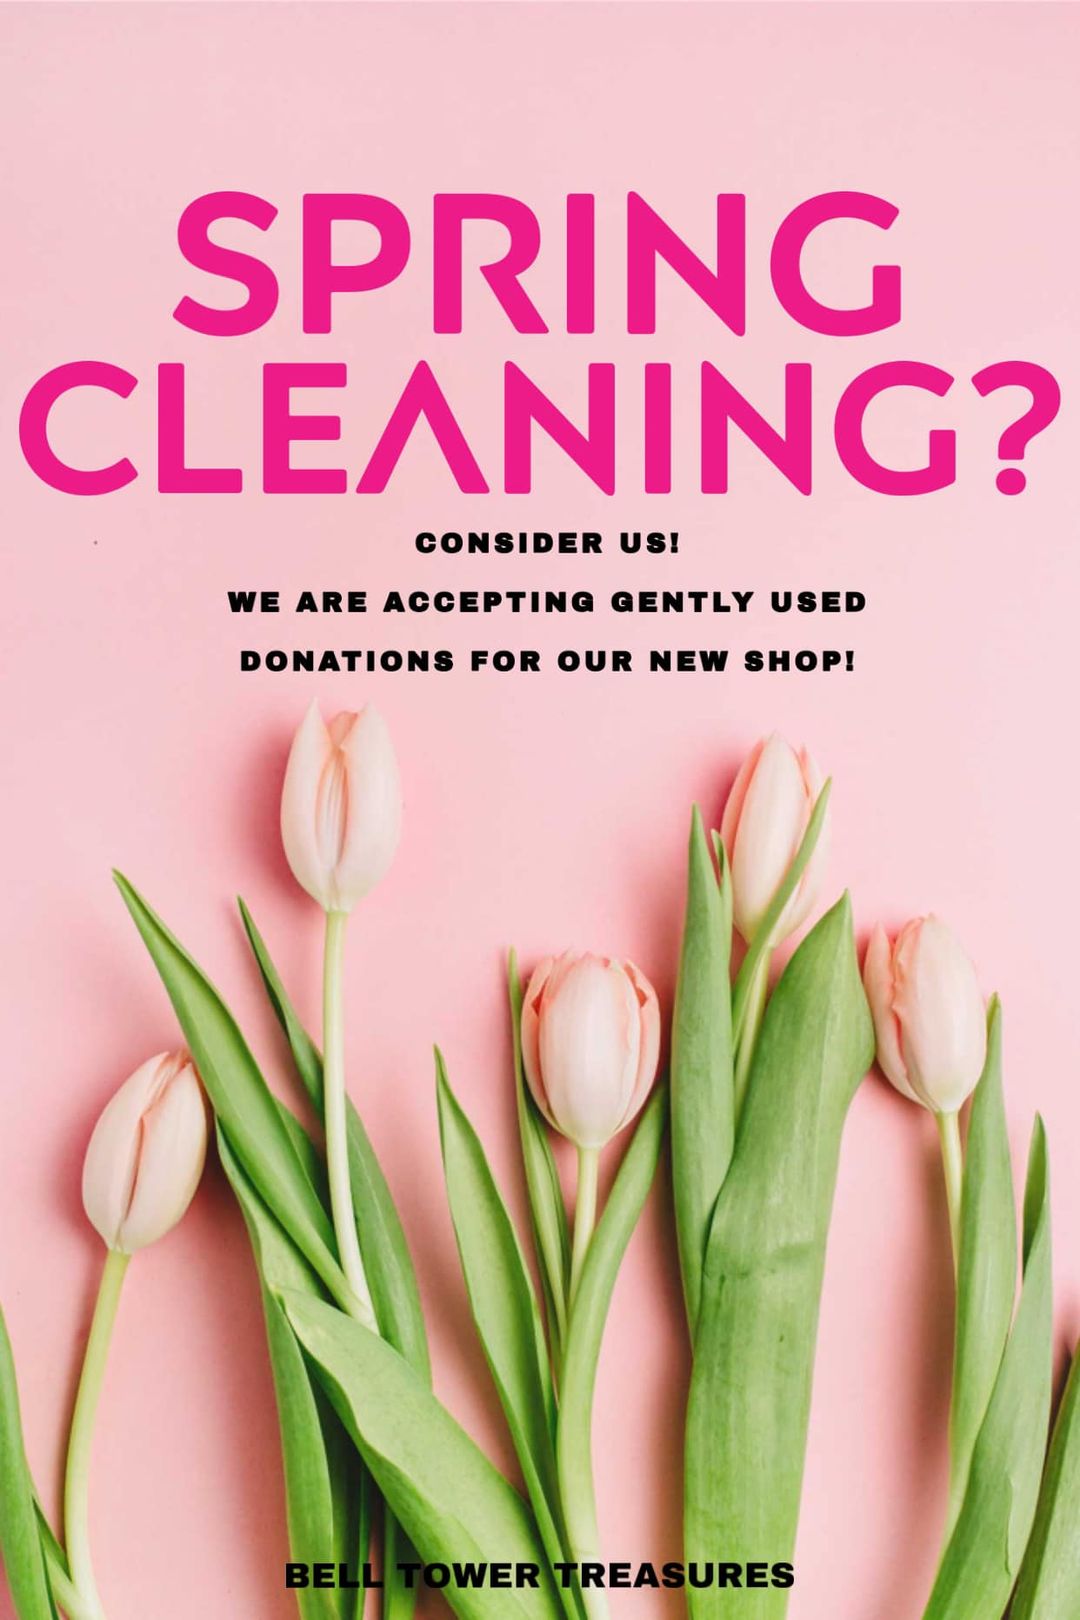 SPRING
CLEANING?
CONSIDER US!
WE ARE ACCEPTING GENTLY USED
DONATIONS FOR OUR NEW SHOP!
BELL TOWER TREASURES